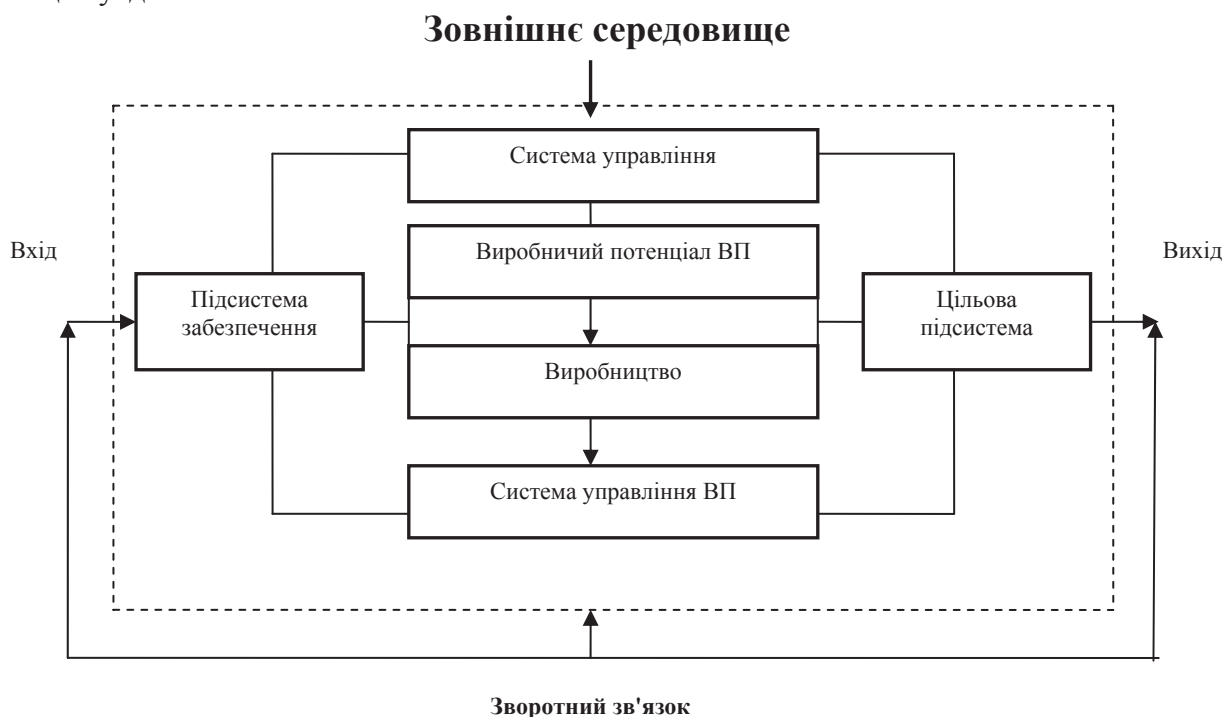 Зовнішнє середовище
Система управління
Вхід
Виробничий потенціал ВП
Вихід
Підсистема
забезпечення
Цільова
підсистема
Виробництво
Система управління ВП
Зворотний зв'язок